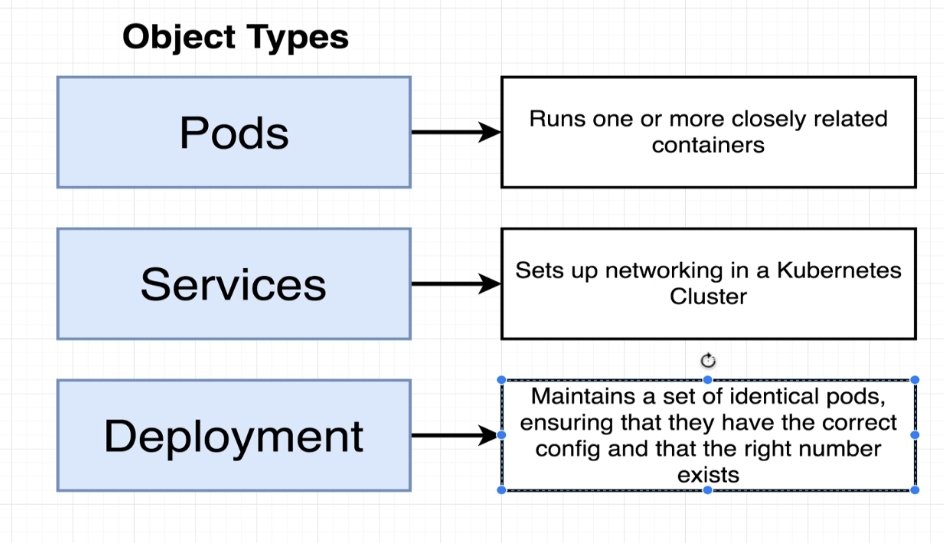 Object Types
Pods
Runs one or more closely related
containers
Services
Sets up networking in a Kubernetes
Cluster
Deployment
Maintains a set of identical pods,
ensuring that they have the correct
config and that the right number
exists